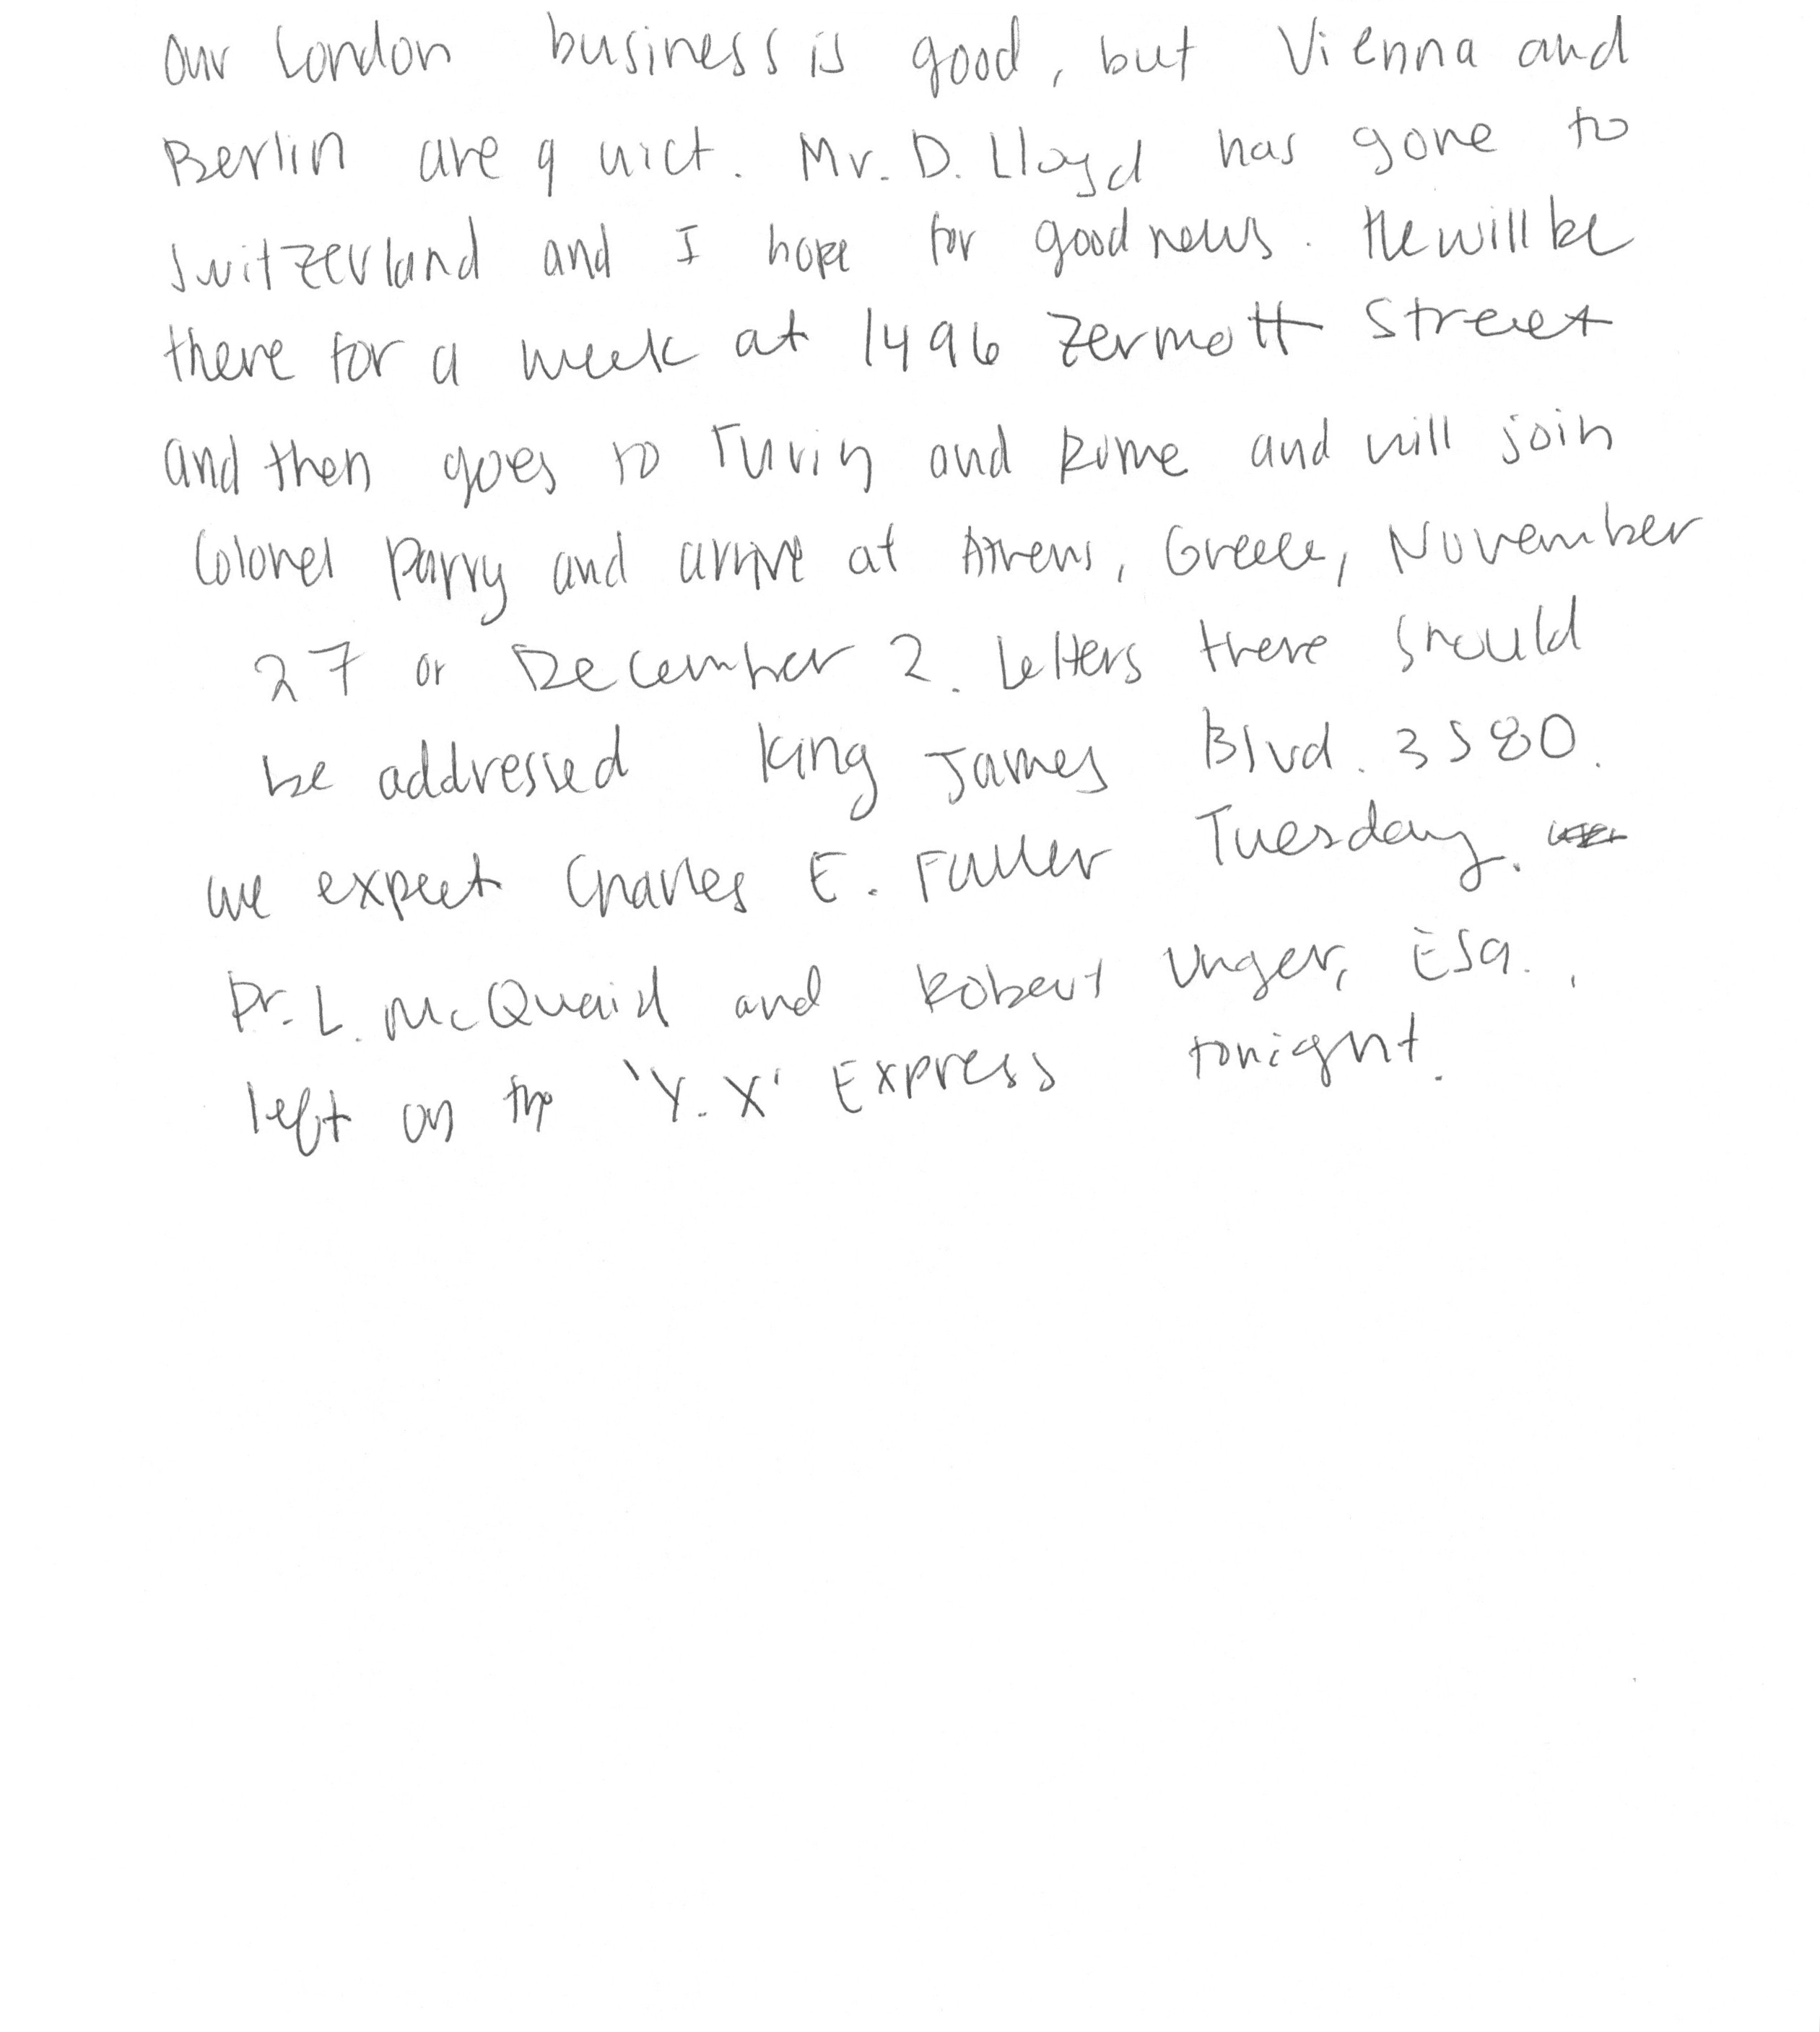 Our London business is good, but Vienna and
Berlin are quiet. Mr. D. Lloyd has gone to
Switzerland and I hope for good news. He will be
there for a week at 1496 Zermott Street
and then goes to Turin and Rome and will join
Colonel Parry and arrive at Athens, Greece, November
27 or December 2. Letters there should
be addressed King James Blvd. 3580.
We expect Charles E. Fuller Tuesday.
Dr. L. McQuaid and Robert Unger, Esq.,
left on the 'Y.X' Express tonight.